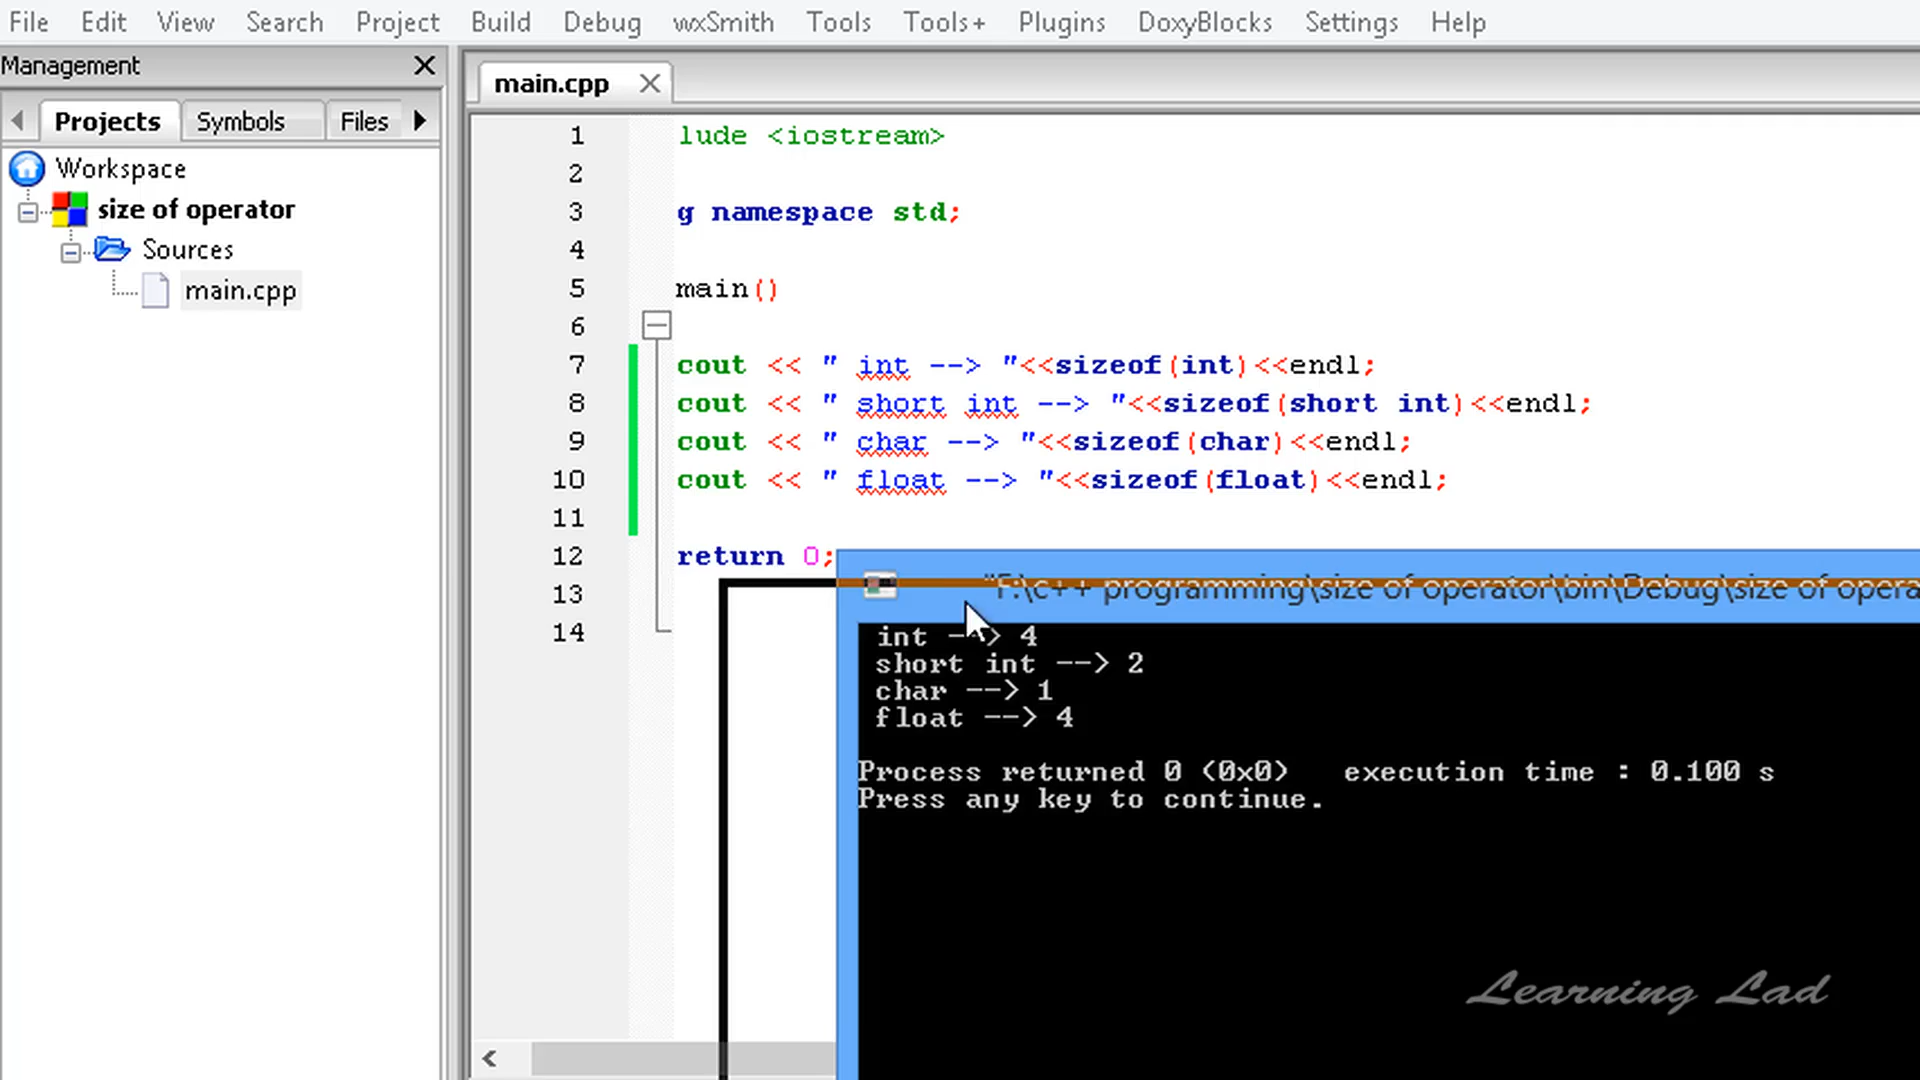 File Edit View Search Project Build Debug wxSmith Tools Tools+ Plugins DoxyBlocks Settings Help
Management
main.cpp
Projects Symbols Files
Workspace
size of operator
Sources
main.cpp
1 lude <iostream>
2
3 g namespace std;
4
5 main()
6
7 cout << " int --> "<<sizeof(int)<<endl;
8 cout << " short int --> "<<sizeof(short int)<<endl;
9 cout << " char --> "<<sizeof(char)<<endl;
10 cout << " float --> "<<sizeof(float)<<endl;
11
12 return 0;
13
14
"F:\c++ programming\size of operator\bin\Debug\size of opera
int --> 4
short int --> 2
char --> 1
float --> 4
Process returned 0 (0x0) execution time : 0.100 s
Press any key to continue.
Learning Lad